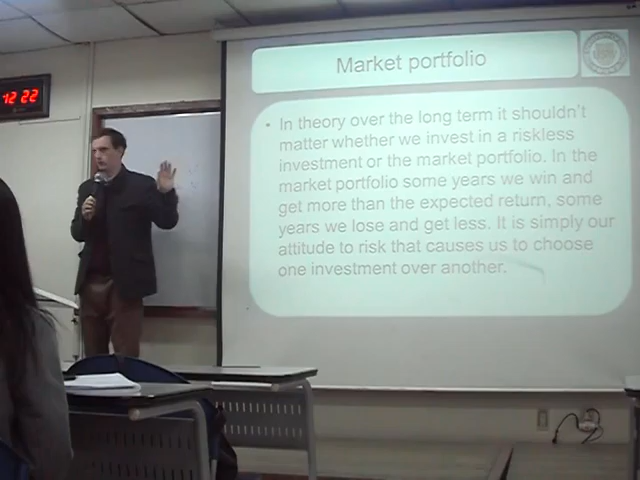 12 22
Market portfolio
• In theory over the long term it shouldn't
matter whether we invest in a riskless
investment or the market portfolio. In the
market portfolio some years we win and
get more than the expected return, some
years we lose and get less. It is simply our
attitude to risk that causes us to choose
one investment over another.